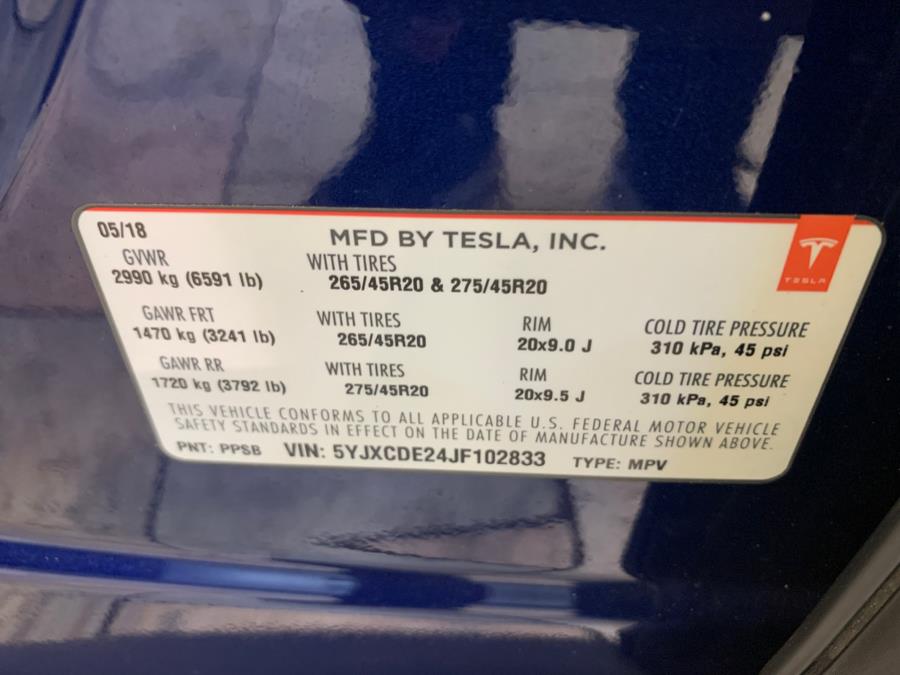 05/18
MFD BY TESLA, INC.
TESLA
GVWR
2990 kg (6591 lb)
WITH TIRES
265/45R20 & 275/45R20
GAWR FRT
1470 kg (3241 lb)
WITH TIRES
265/45R20
RIM
20x9.0 J
COLD TIRE PRESSURE
310 kPa, 45 psi
GAWR RR
1720 kg (3792 lb)
WITH TIRES
275/45R20
RIM
20x9.5 J
COLD TIRE PRESSURE
310 kPa, 45 psi
THIS VEHICLE CONFORMS TO ALL APPLICABLE U.S. FEDERAL MOTOR VEHICLE
SAFETY STANDARDS IN EFFECT ON THE DATE OF MANUFACTURE SHOWN ABOVE.
PNT: PPSB VIN: 5YJXCDE24JF102833 TYPE: MPV